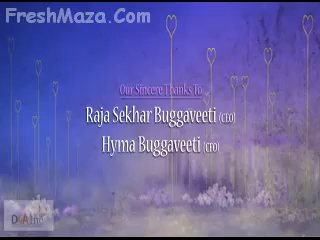 FreshMaza.Com
Our Sincere Thanks To
Raja Sekhar Buggaveeti (CEO)
Hyma Buggaveeti (CFO)